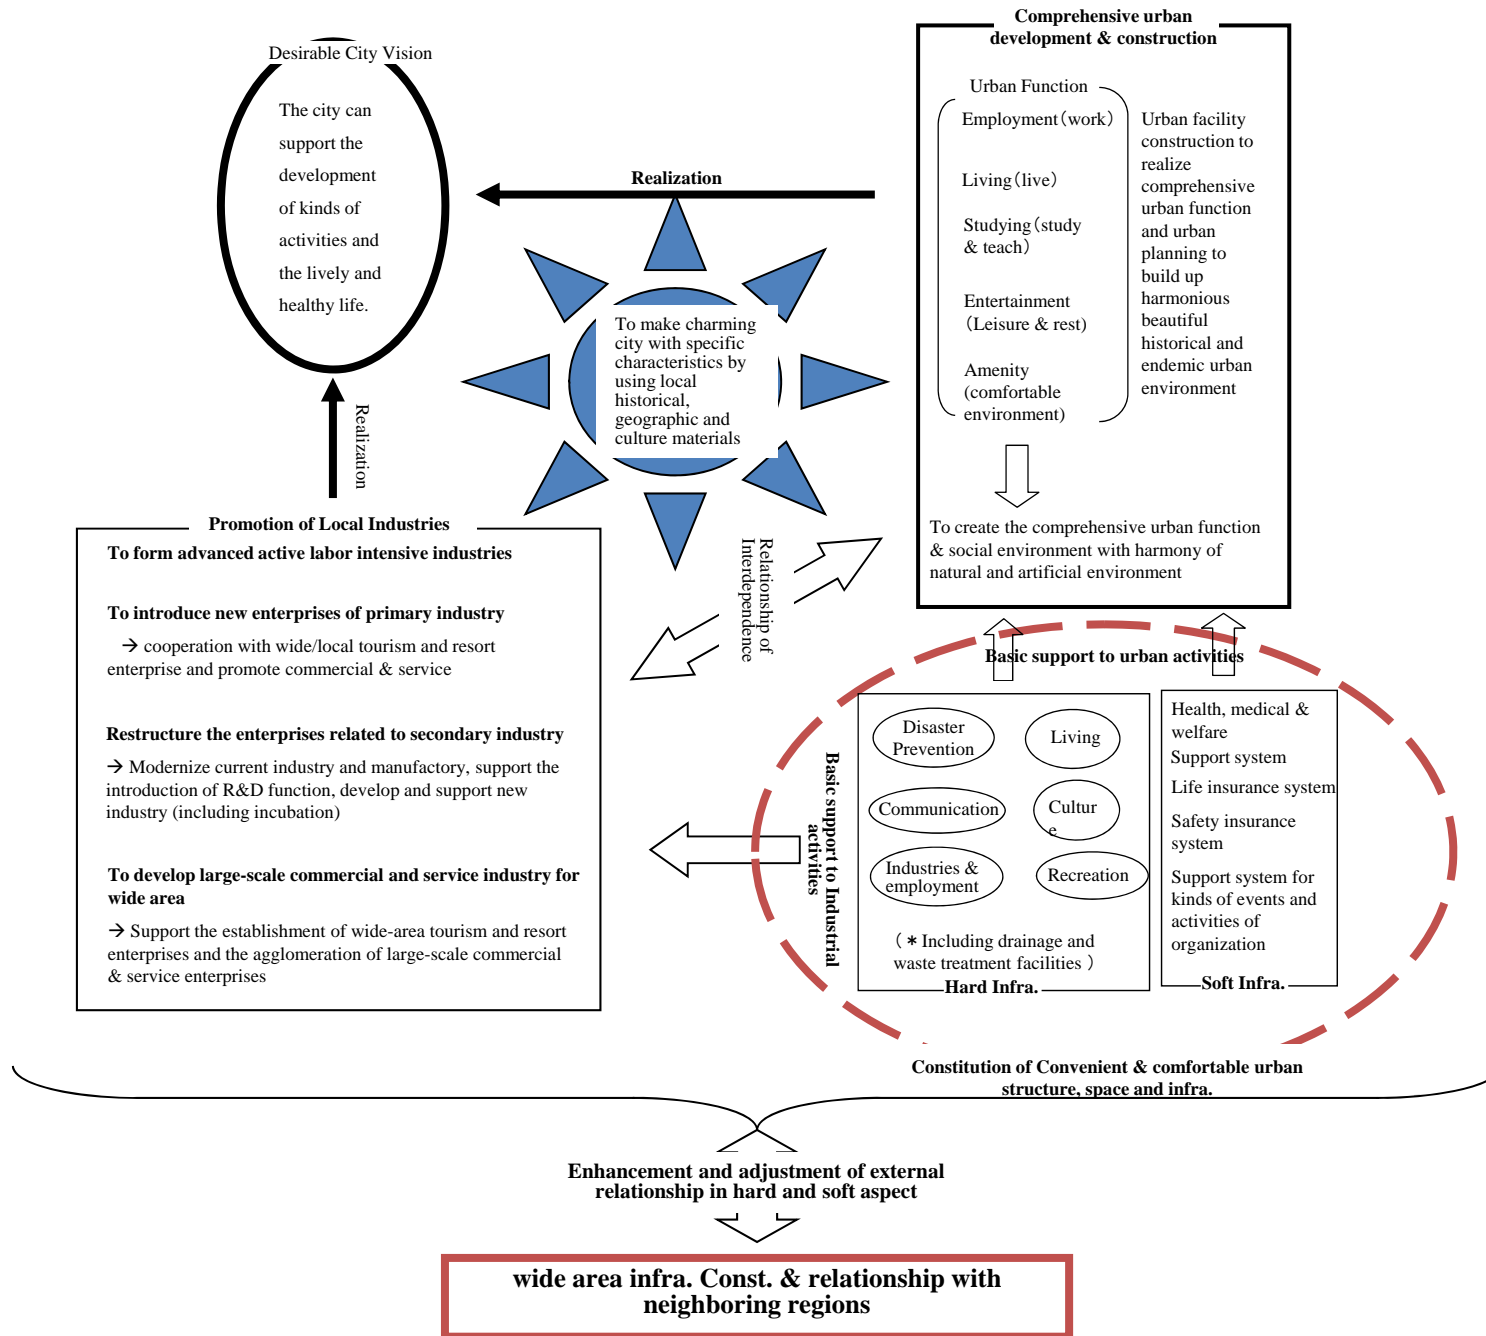 Desirable City Vision
The city can
support the
development
of kinds of
activities and
the lively and
healthy life.
Comprehensive urban
development & construction
Urban Function
Employment（work）
Living（live）
Studying（study
& teach）
Entertainment
（Leisure & rest）
Amenity
(comfortable
environment）
Urban facility
construction to
realize
comprehensive
urban function
and urban
planning to
build up
harmonious
beautiful
historical and
endemic urban
environment
To create the comprehensive urban function
& social environment with harmony of
natural and artificial environment
Realization
To make charming
city with specific
characteristics by
using local
historical,
geographic and
culture materials
Realization
Relationship of
Interdependence
Promotion of Local Industries
To form advanced active labor intensive industries
To introduce new enterprises of primary industry
→ cooperation with wide/local tourism and resort
enterprise and promote commercial & service
Restructure the enterprises related to secondary industry
→ Modernize current industry and manufactory, support the
introduction of R&D function, develop and support new
industry (including incubation)
To develop large-scale commercial and service industry for
wide area
→ Support the establishment of wide-area tourism and resort
enterprises and the agglomeration of large-scale commercial
& service enterprises
Basic support to urban activities
Basic support to Industrial
activities
Disaster
Prevention
Living
Communication
Cultur
e
Industries &
employment
Recreation
（＊Including drainage and
waste treatment facilities ）
Hard Infra.
Health, medical &
welfare
Support system
Life insurance system
Safety insurance
system
Support system for
kinds of events and
activities of
organization
Soft Infra.
Constitution of Convenient & comfortable urban
structure, space and infra.
Enhancement and adjustment of external
relationship in hard and soft aspect
wide area infra. Const. & relationship with
neighboring regions